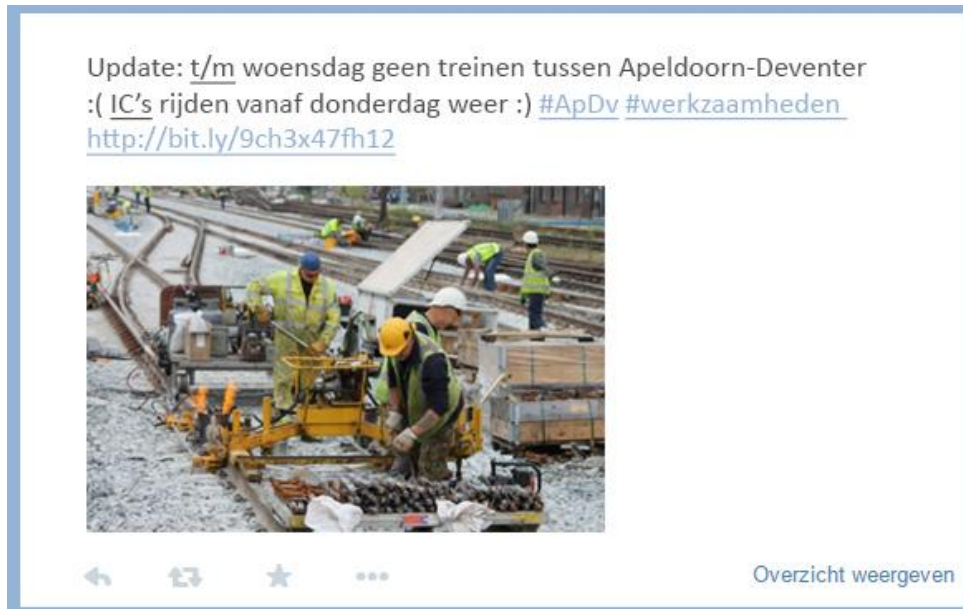 Update: t/m woensdag geen treinen tussen Apeldoorn-Deventer
:( IC's rijden vanaf donderdag weer :) #ApDv #werkzaamheden
http://bit.ly/9ch3x47fh12
Overzicht weergeven